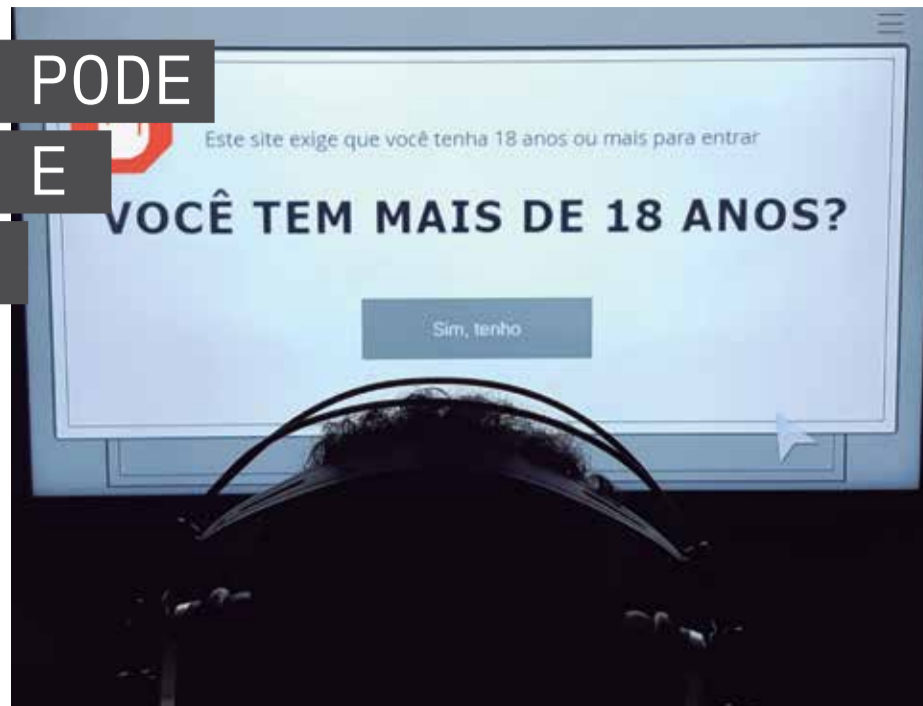 PODE
E
Este site exige que você tenha 18 anos ou mais para entrar
VOCÊ TEM MAIS DE 18 ANOS?
Sim, tenho